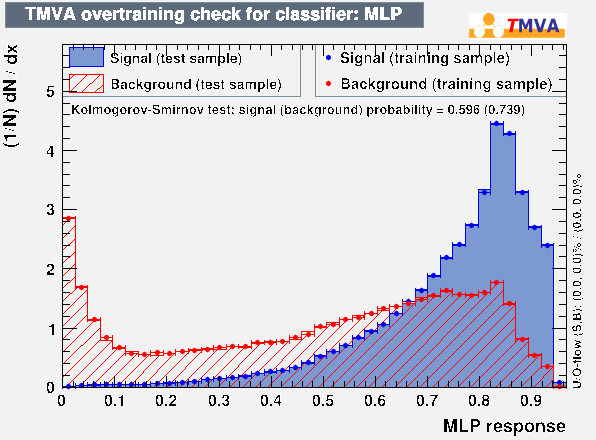 TMVA overtraining check for classifier: MLP
TMVA
(1/N) dN / dx
Signal (test sample)
Background (test sample)
Signal (training sample)
Background (training sample)
Kolmogorov-Smirnov test: signal (background) probability = 0.596 (0.739)
5
4
3
2
1
0
0 0.1 0.2 0.3 0.4 0.5 0.6 0.7 0.8 0.9
MLP response
U/O-flow (S,B): (0.0, 0.0)% / (0.0, 0.0)%